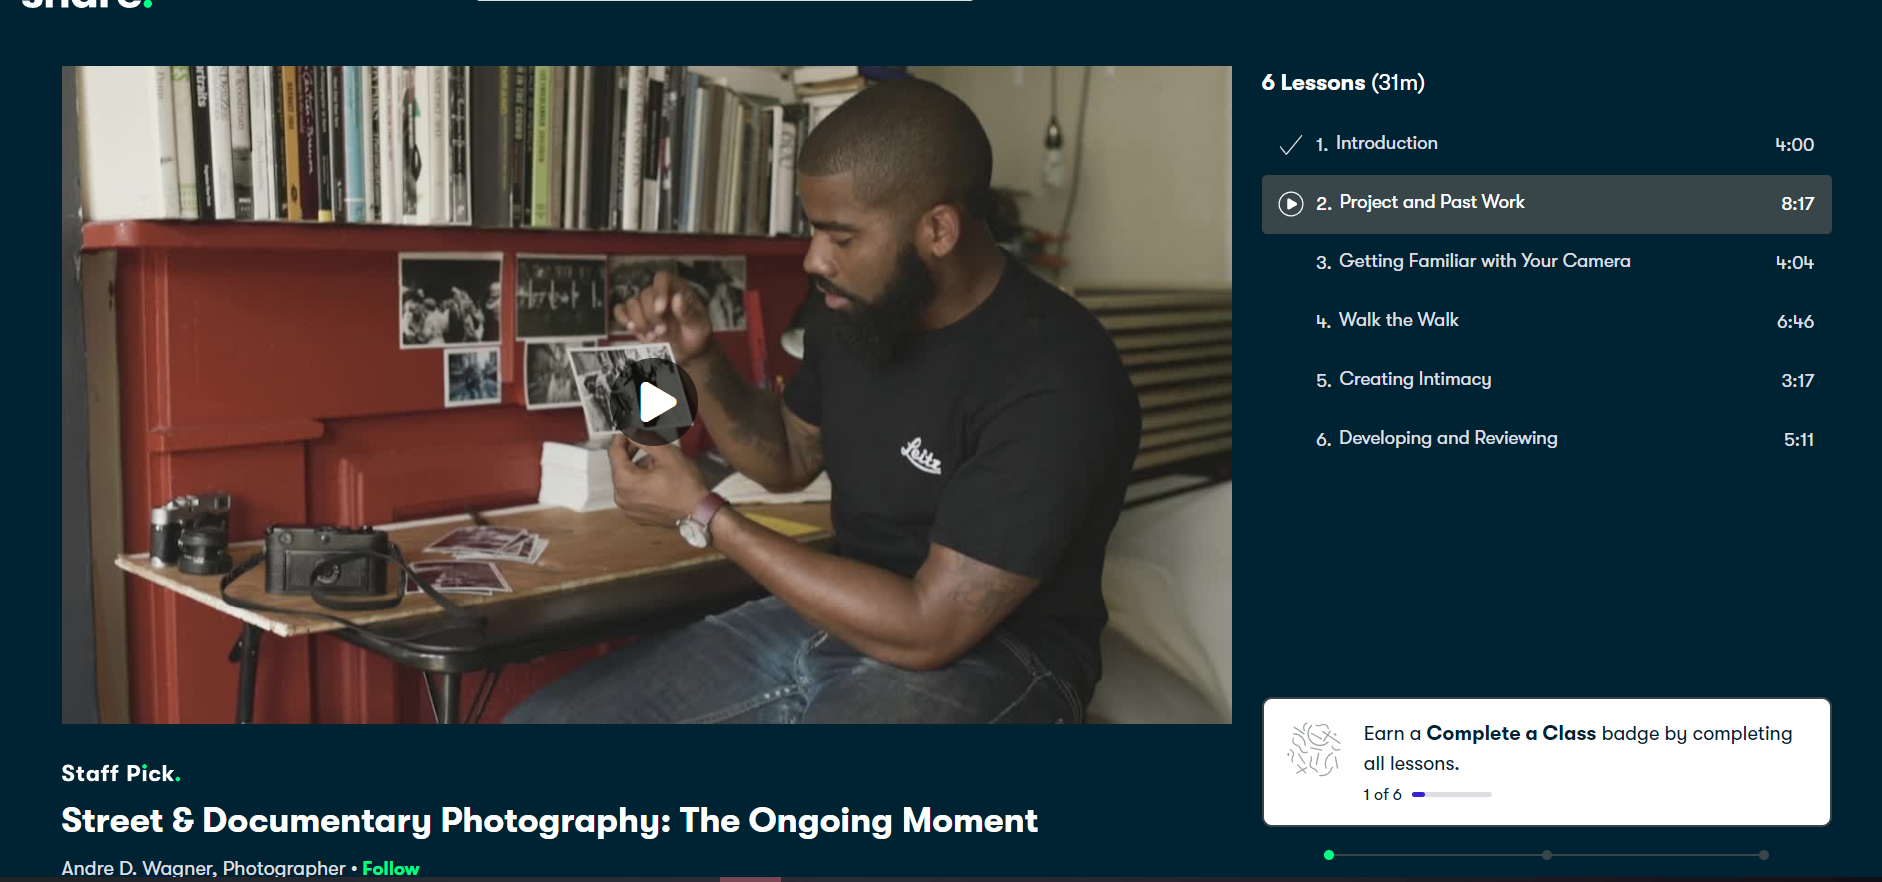 share.
6 Lessons (31m)
1. Introduction 4:00
2. Project and Past Work 8:17
3. Getting Familiar with Your Camera 4:04
4. Walk the Walk 6:46
5. Creating Intimacy 3:17
6. Developing and Reviewing 5:11
Leitz
Earn a Complete a Class badge by completing
all lessons.
1 of 6
Staff Pick.
Street & Documentary Photography: The Ongoing Moment
Andre D. Wagner, Photographer • Follow